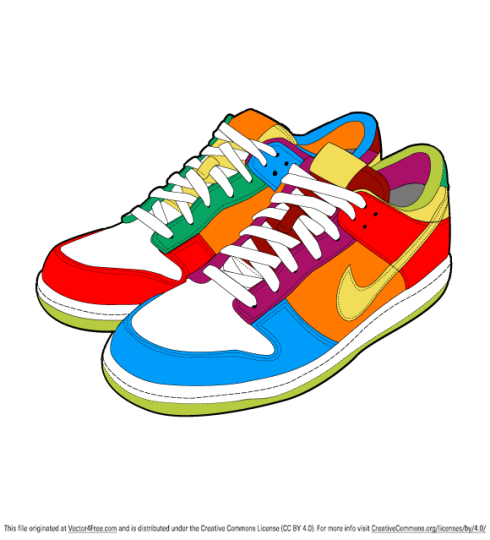 This file originated at Vector4Free.com and is distributed under the Creative Commons License (CC BY 4.0). For more info visit CreativeCommons.org/licenses/by/4.0/